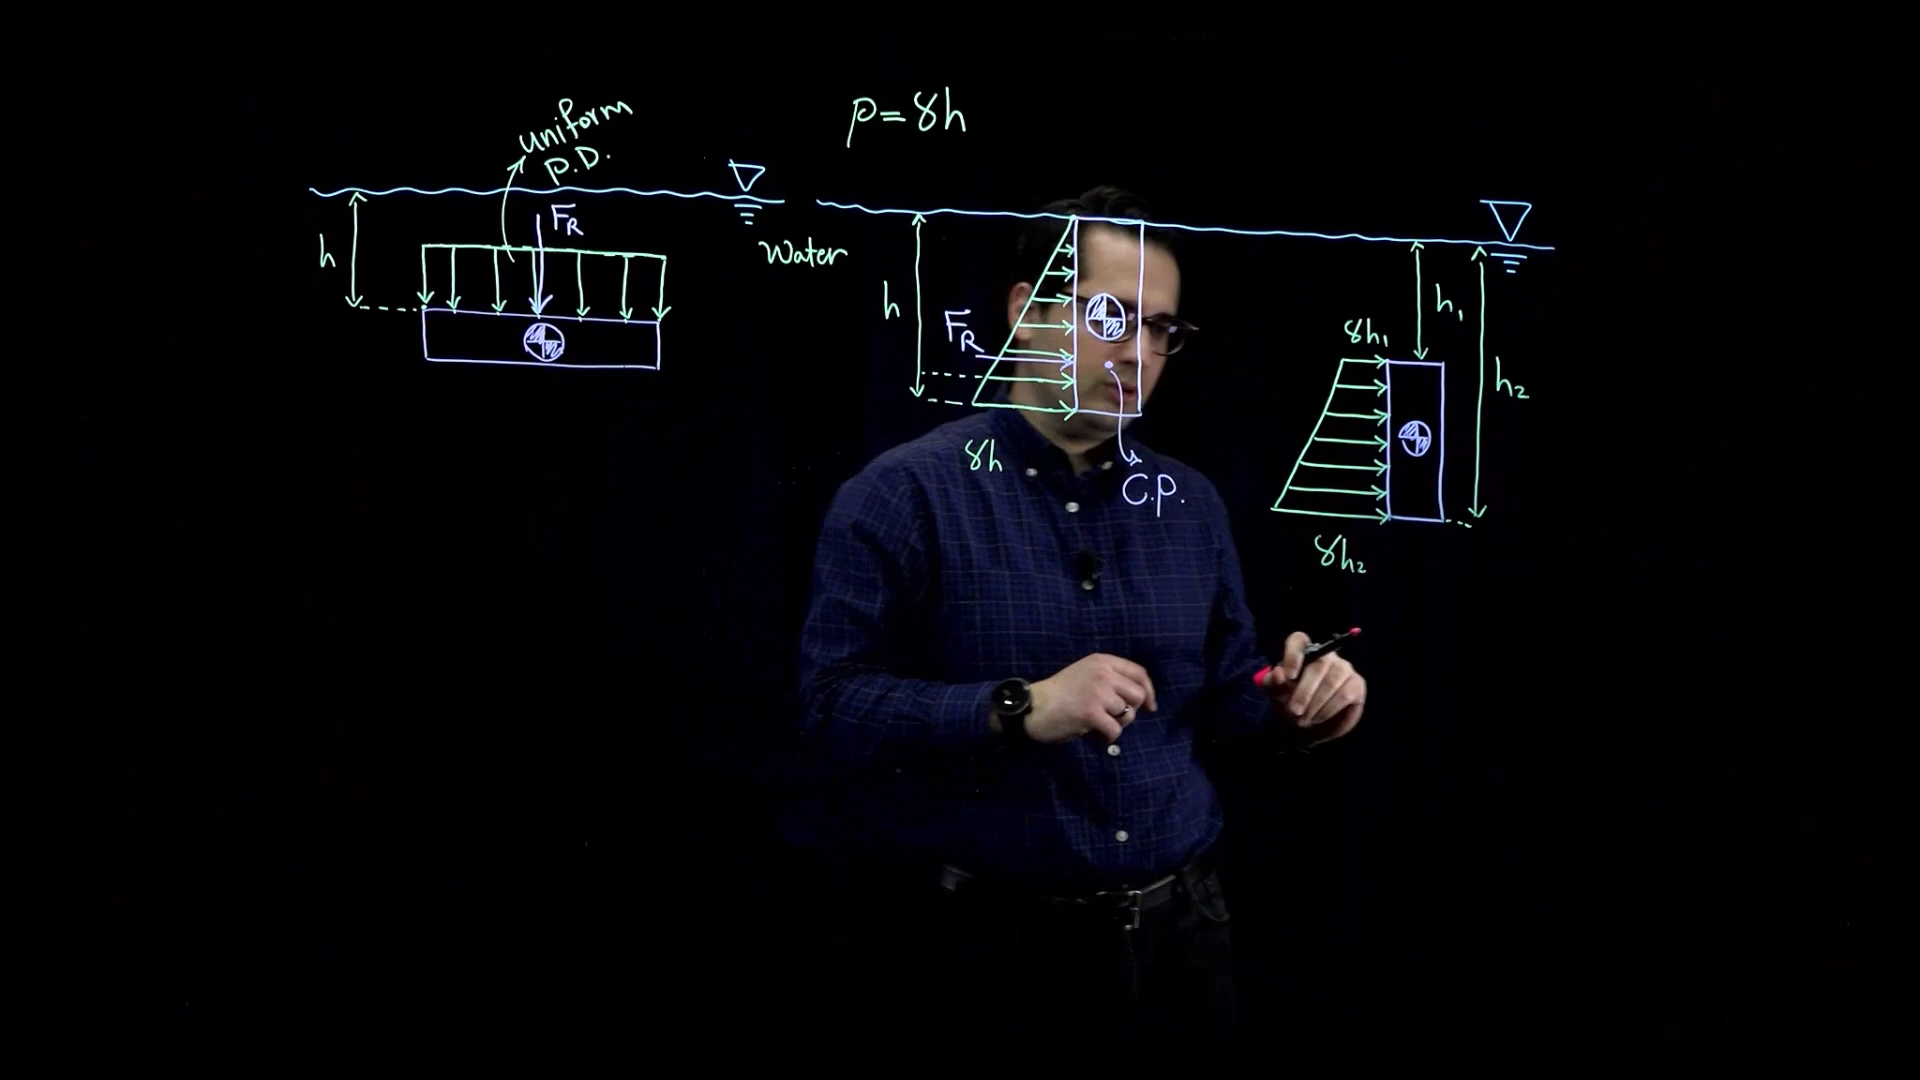 uniform
P.D.
p=γh
F_R
h
Water
h
F_R
γh
C.P.
h₁
h₂
γh₁
γh₂